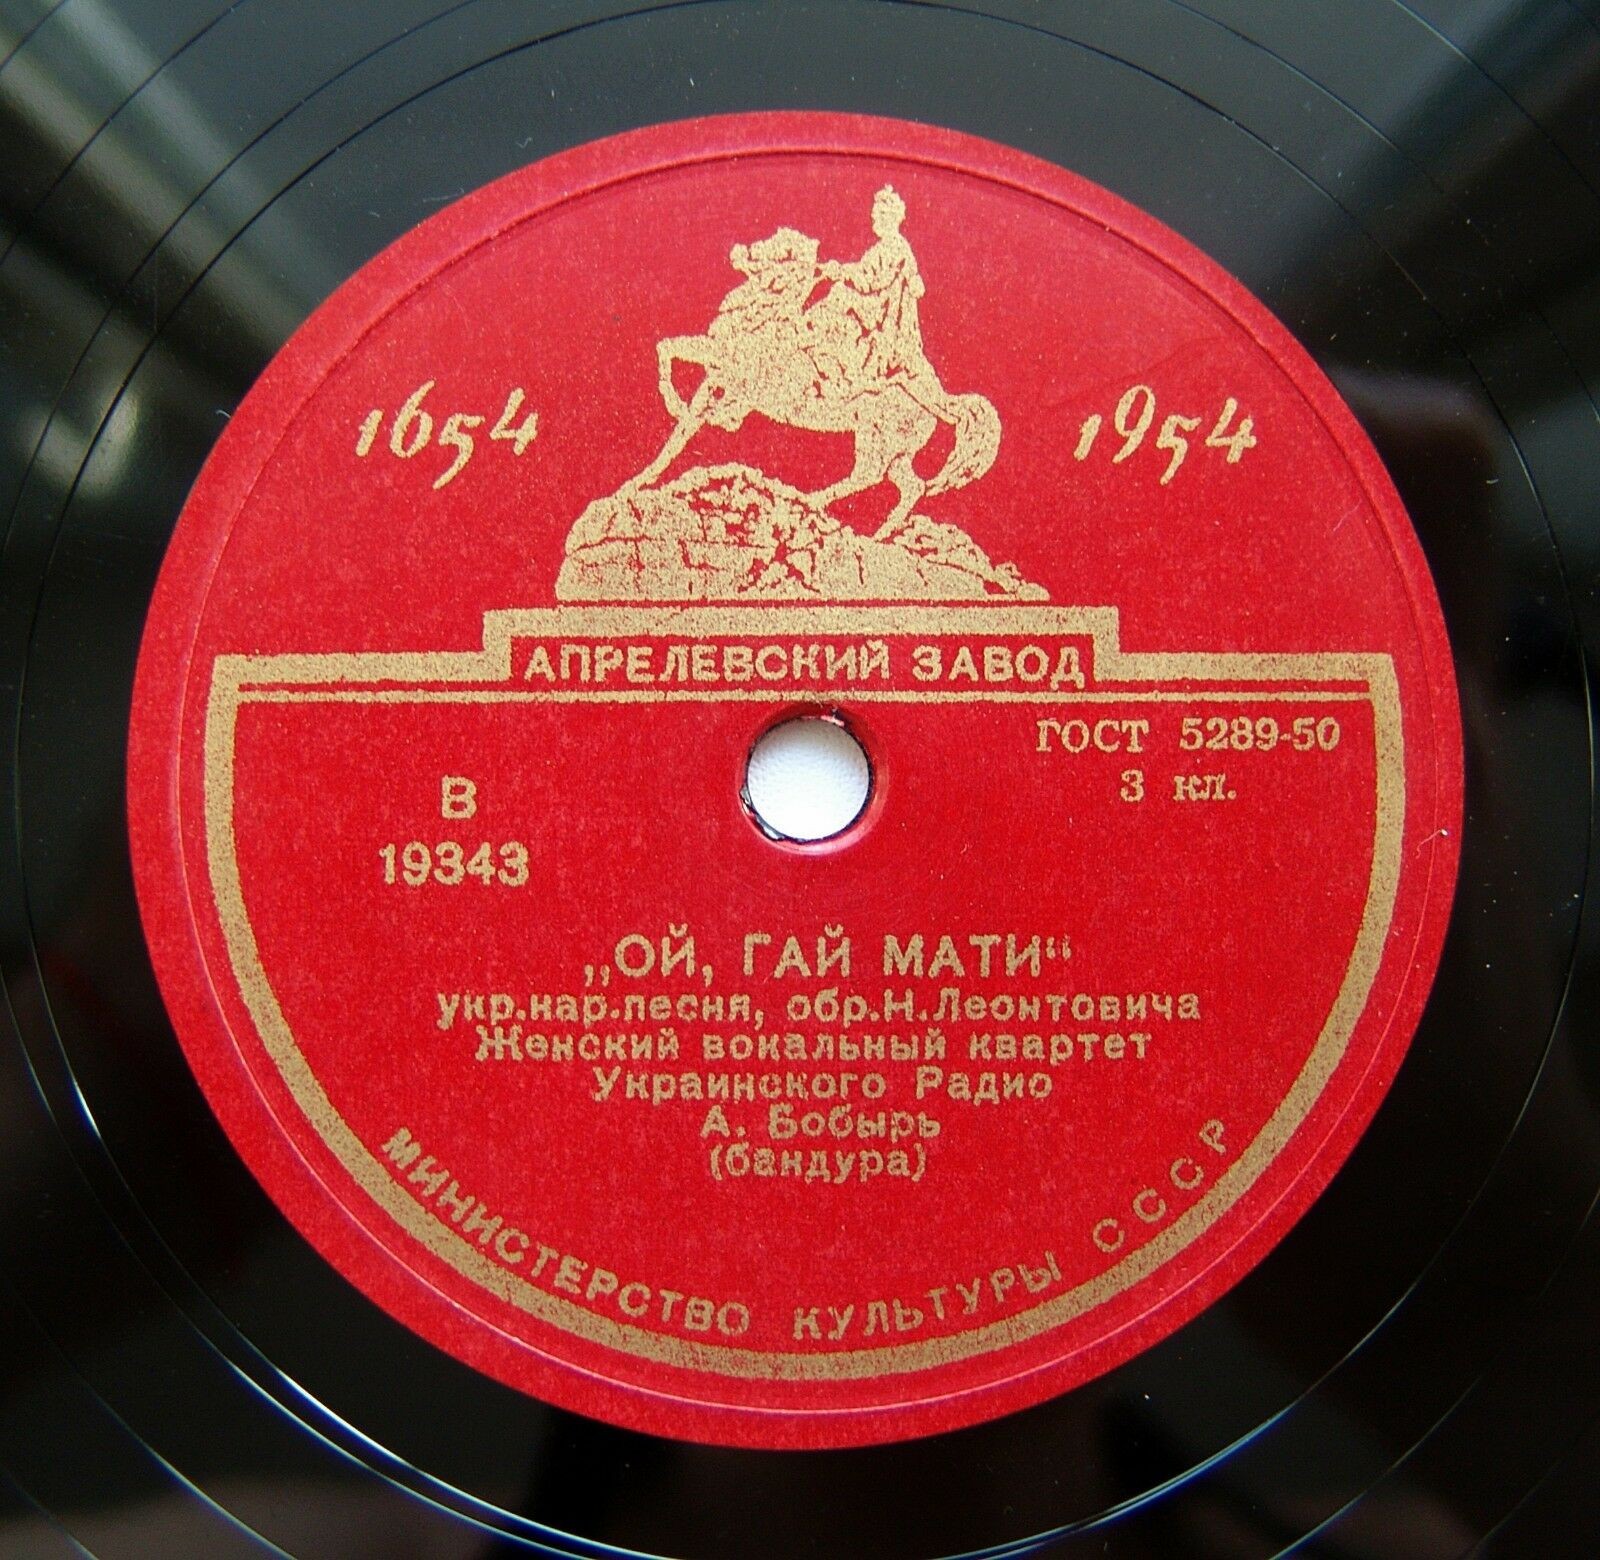 1654
1954
АПРЕЛЕВСКИЙ ЗАВОД
ГОСТ 5289-50
3 кл.
В
19343
„ОЙ, ГАЙ МАТИ“
укр.нар.песня, обр.Н.Леонтовича
Женский вокальный квартет
Украинского Радио
А. Бобырь
(бандура)
МИНИСТЕРСТВО КУЛЬТУРЫ СССР